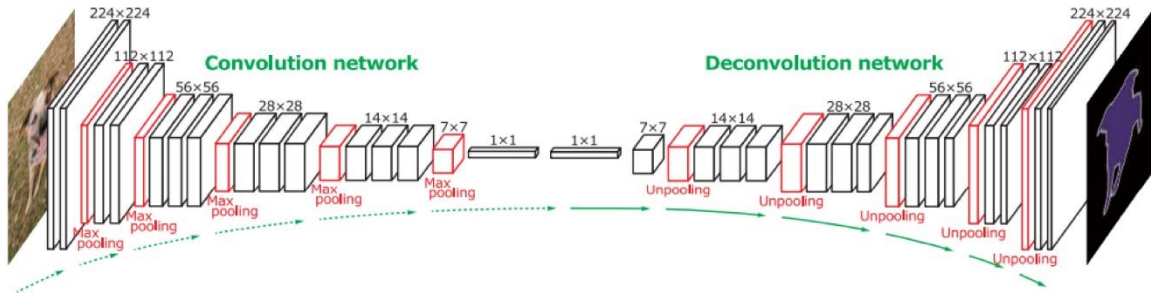 224×224
112×112
56×56
28×28
14×14
7×7
1×1
1×1
7×7
14×14
28×28
56×56
112×112
224×224
Convolution network
Deconvolution network
Max
pooling
Max
pooling
Max
pooling
Max
pooling
Max
pooling
Unpooling
Unpooling
Unpooling
Unpooling
Unpooling